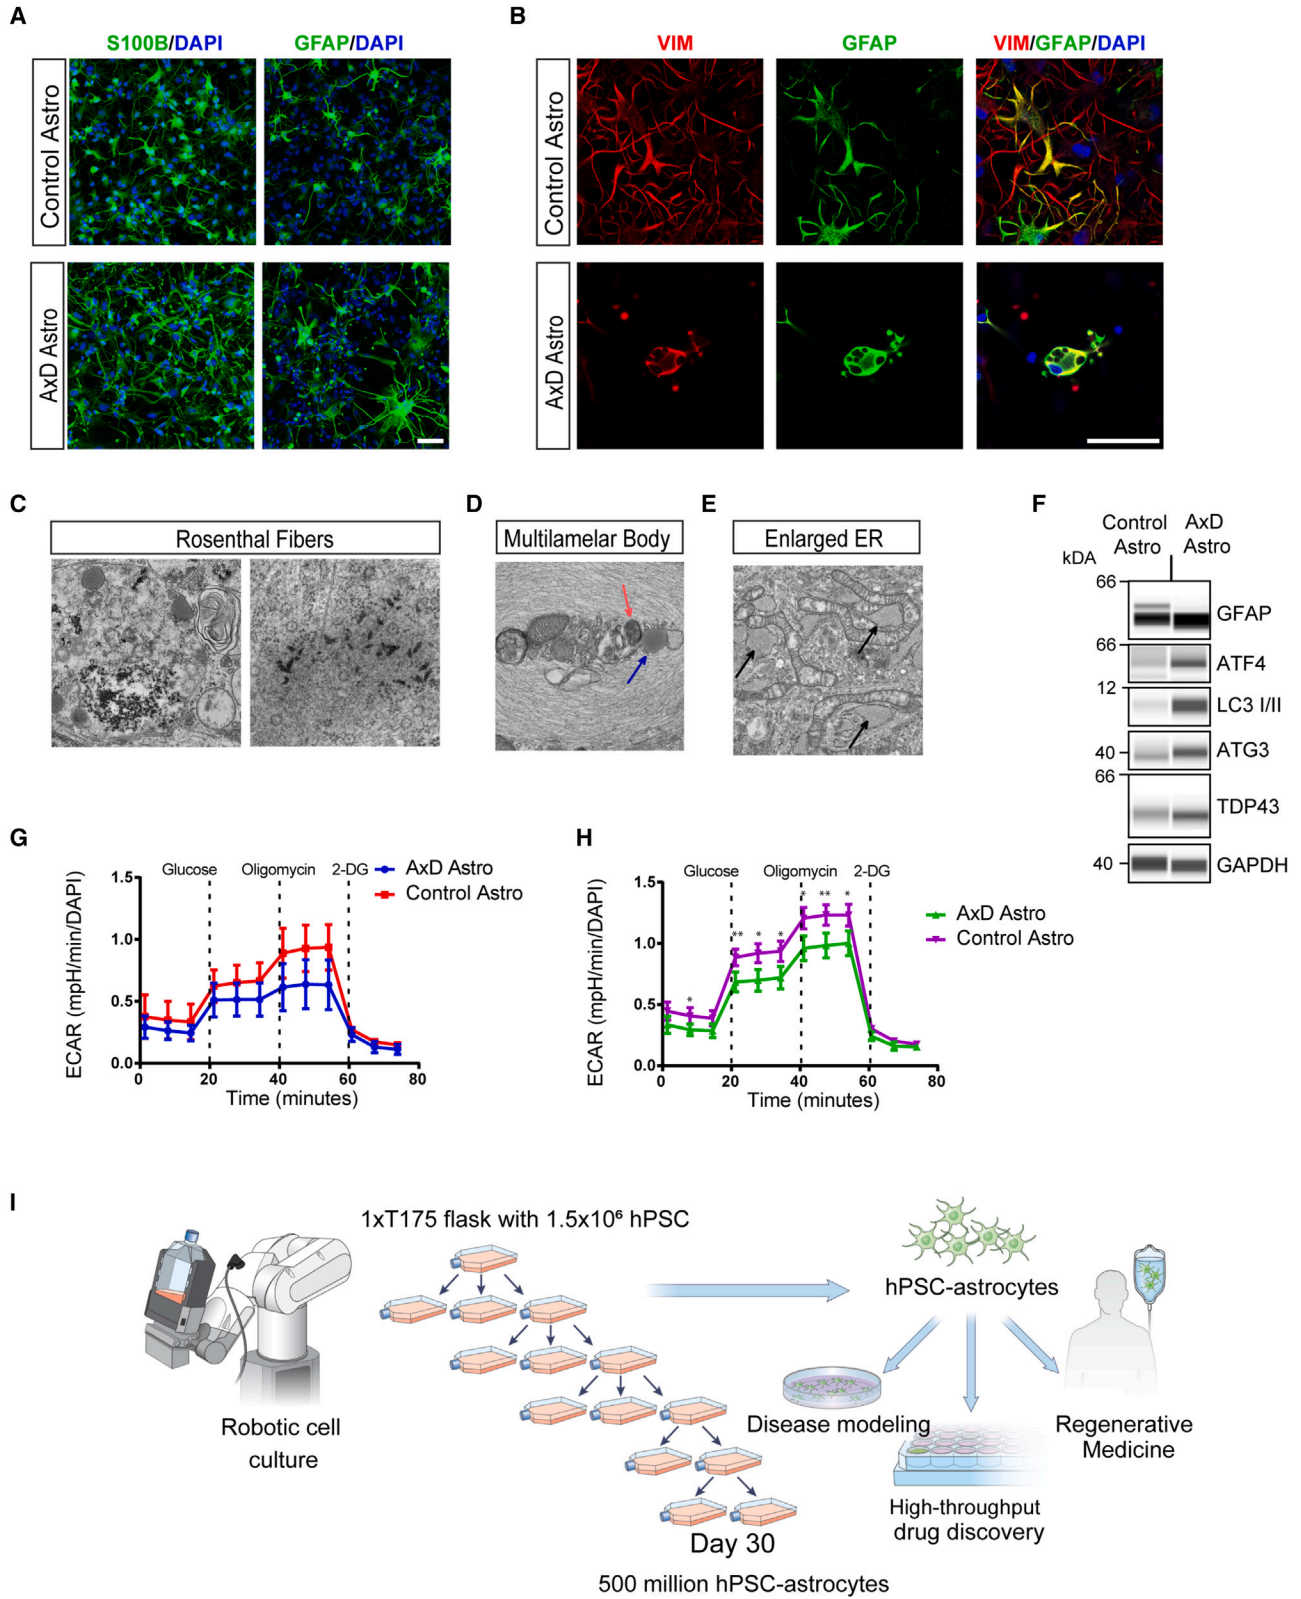 A
S100B/DAPI
GFAP/DAPI
Control Astro
AxD Astro
B
VIM
GFAP
VIM/GFAP/DAPI
Control Astro
AxD Astro
C
Rosenthal Fibers
D
Multilamelar Body
E
Enlarged ER
F
Control
Astro
AxD
Astro
kDA
66
GFAP
66
ATF4
12
LC3 I/II
40
ATG3
66
TDP43
40
GAPDH
G
Glucose
Oligomycin
2-DG
AxD Astro
Control Astro
ECAR (mpH/min/DAPI)
1.5
1.0
0.5
0.0
0
20
40
60
80
Time (minutes)
H
Glucose
Oligomycin
2-DG
AxD Astro
Control Astro
ECAR (mpH/min/DAPI)
1.5
1.0
0.5
0.0
*
**
*
*
*
**
*
0
20
40
60
80
Time (minutes)
I
Robotic cell
culture
1xT175 flask with 1.5x10⁶ hPSC
Day 30
500 million hPSC-astrocytes
hPSC-astrocytes
Disease modeling
High-throughput
drug discovery
Regenerative
Medicine